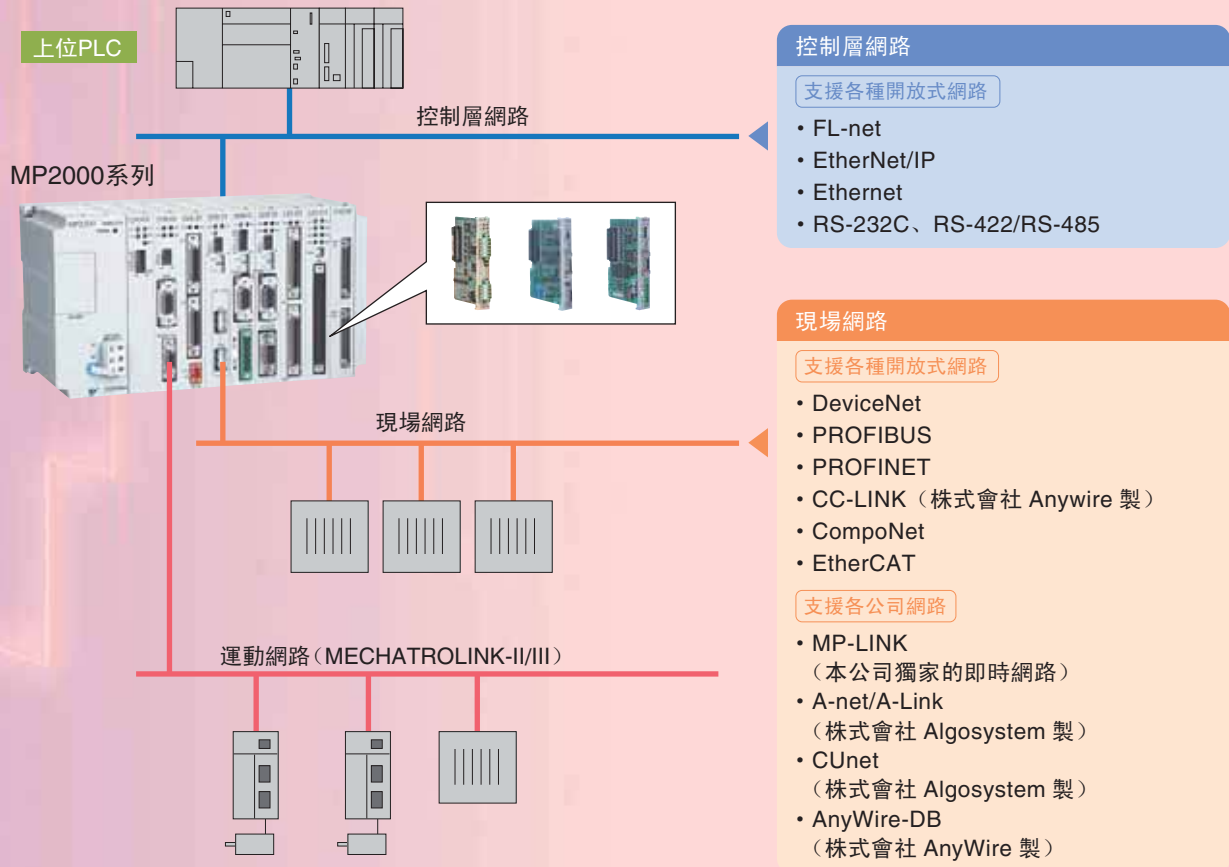 上位PLC
控制層網路
MP2000系列
現場網路
運動網路（MECHATROLINK-II/III）
控制層網路
支援各種開放式網路
・FL-net
・EtherNet/IP
・Ethernet
・RS-232C、RS-422/RS-485
現場網路
支援各種開放式網路
・DeviceNet
・PROFIBUS
・PROFINET
・CC-LINK（株式會社 Anywire 製）
・CompoNet
・EtherCAT
支援各公司網路
・MP-LINK
（本公司獨家的即時網路）
・A-net/A-Link
（株式會社 Algosystem 製）
・CUnet
（株式會社 Algosystem 製）
・AnyWire-DB
（株式會社 AnyWire 製）